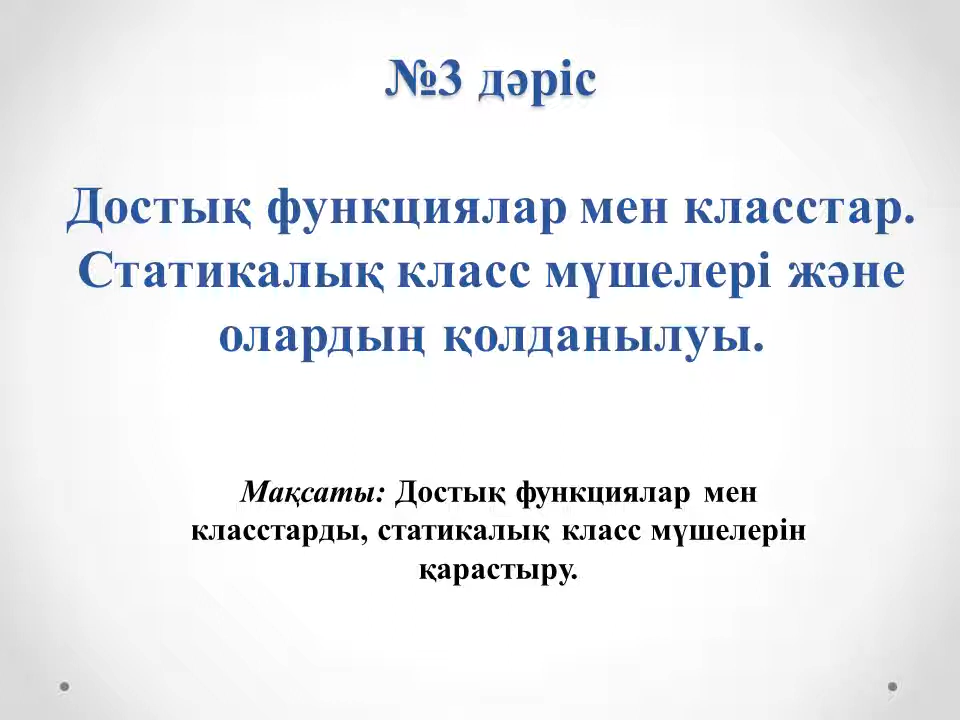 №3 дәріс
Достық функциялар мен класстар.
Статикалық класс мүшелері және
олардың қолданылуы.
Мақсаты: Достық функциялар мен
класстарды, статикалық класс мүшелерін
қарастыру.